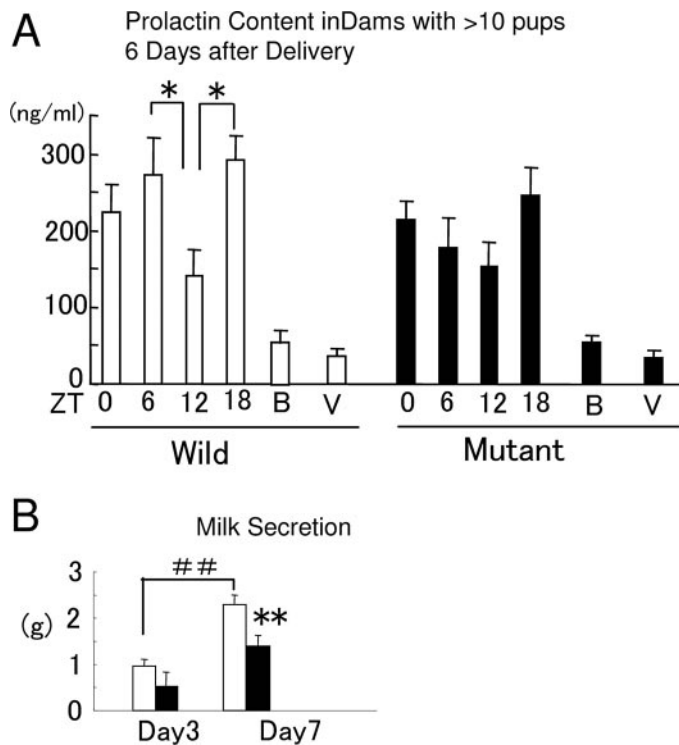 A
Prolactin Content inDams with >10 pups
6 Days after Delivery
(ng/ml)
* *
300
200
100
0
ZT 0 6 12 18 B V 0 6 12 18 B V
Wild Mutant
B
Milk Secretion
(g)
3
2
1
0
##
**
Day3 Day7